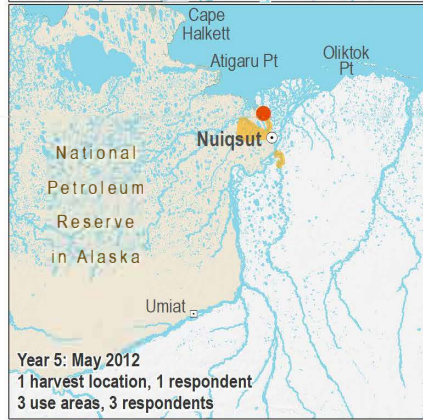 Cape
Halkett
Atigaru Pt
Oliktok
Pt
Nuiqsut
National
Petroleum
Reserve
in Alaska
Umiat
Year 5: May 2012
1 harvest location, 1 respondent
3 use areas, 3 respondents